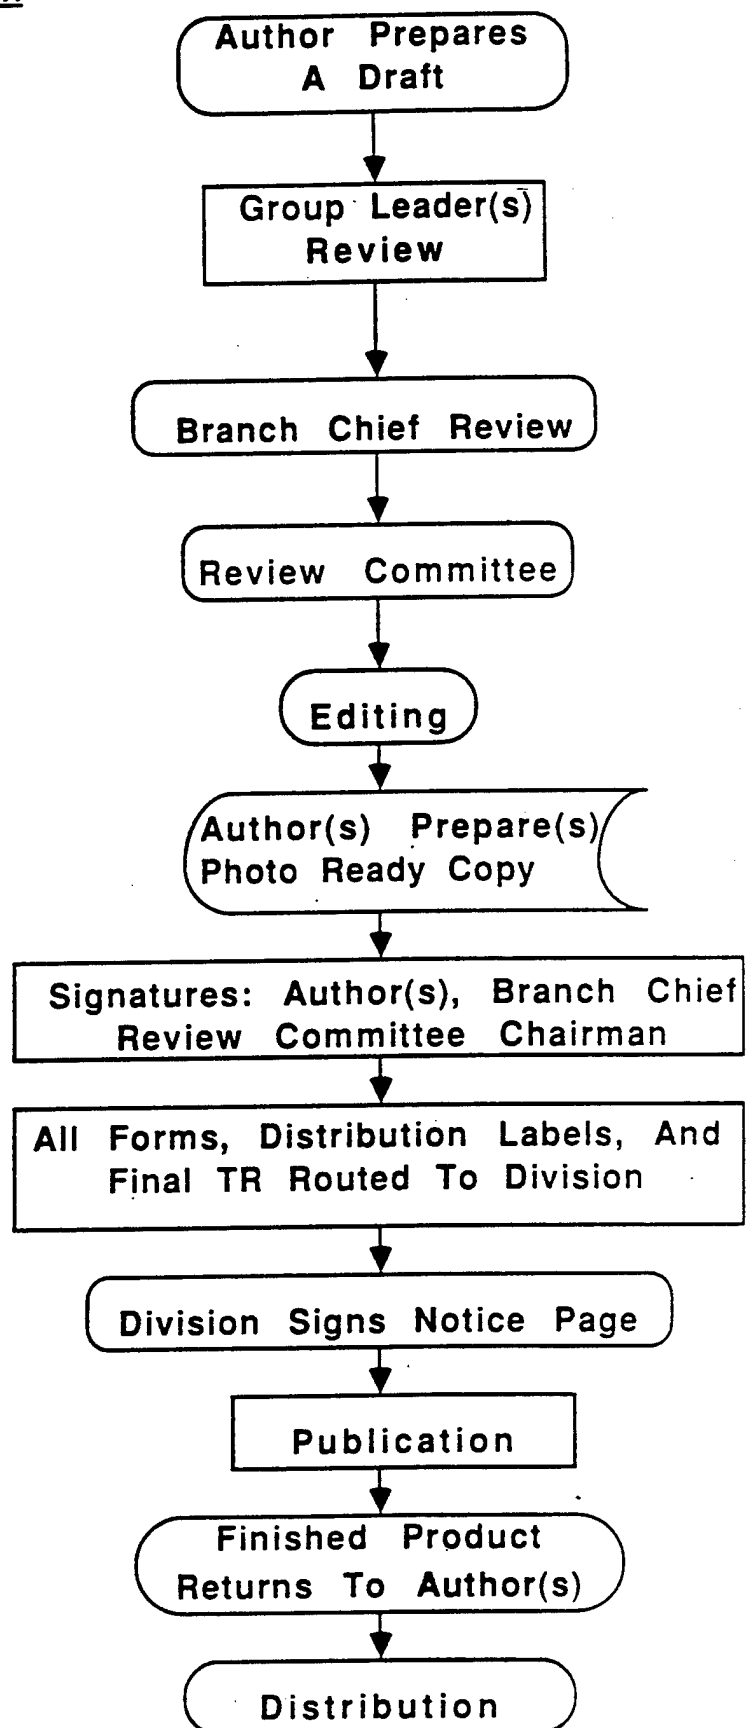 Author Prepares
A Draft
Group Leader(s)
Review
Branch Chief Review
Review Committee
Editing
Author(s) Prepare(s)
Photo Ready Copy
Signatures: Author(s), Branch Chief
Review Committee Chairman
All Forms, Distribution Labels, And
Final TR Routed To Division
Division Signs Notice Page
Publication
Finished Product
Returns To Author(s)
Distribution